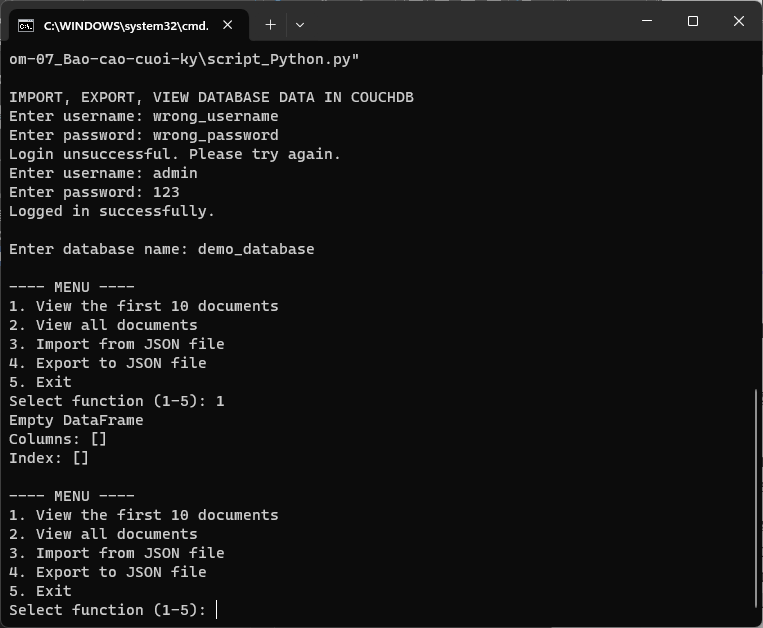 C:\WINDOWS\system32\cmd.
om-07_Bao-cao-cuoi-ky\script_Python.py"
IMPORT, EXPORT, VIEW DATABASE DATA IN COUCHDB
Enter username: wrong_username
Enter password: wrong_password
Login unsuccessful. Please try again.
Enter username: admin
Enter password: 123
Logged in successfully.
Enter database name: demo_database
---- MENU ----
1. View the first 10 documents
2. View all documents
3. Import from JSON file
4. Export to JSON file
5. Exit
Select function (1-5): 1
Empty DataFrame
Columns: []
Index: []
---- MENU ----
1. View the first 10 documents
2. View all documents
3. Import from JSON file
4. Export to JSON file
5. Exit
Select function (1-5):